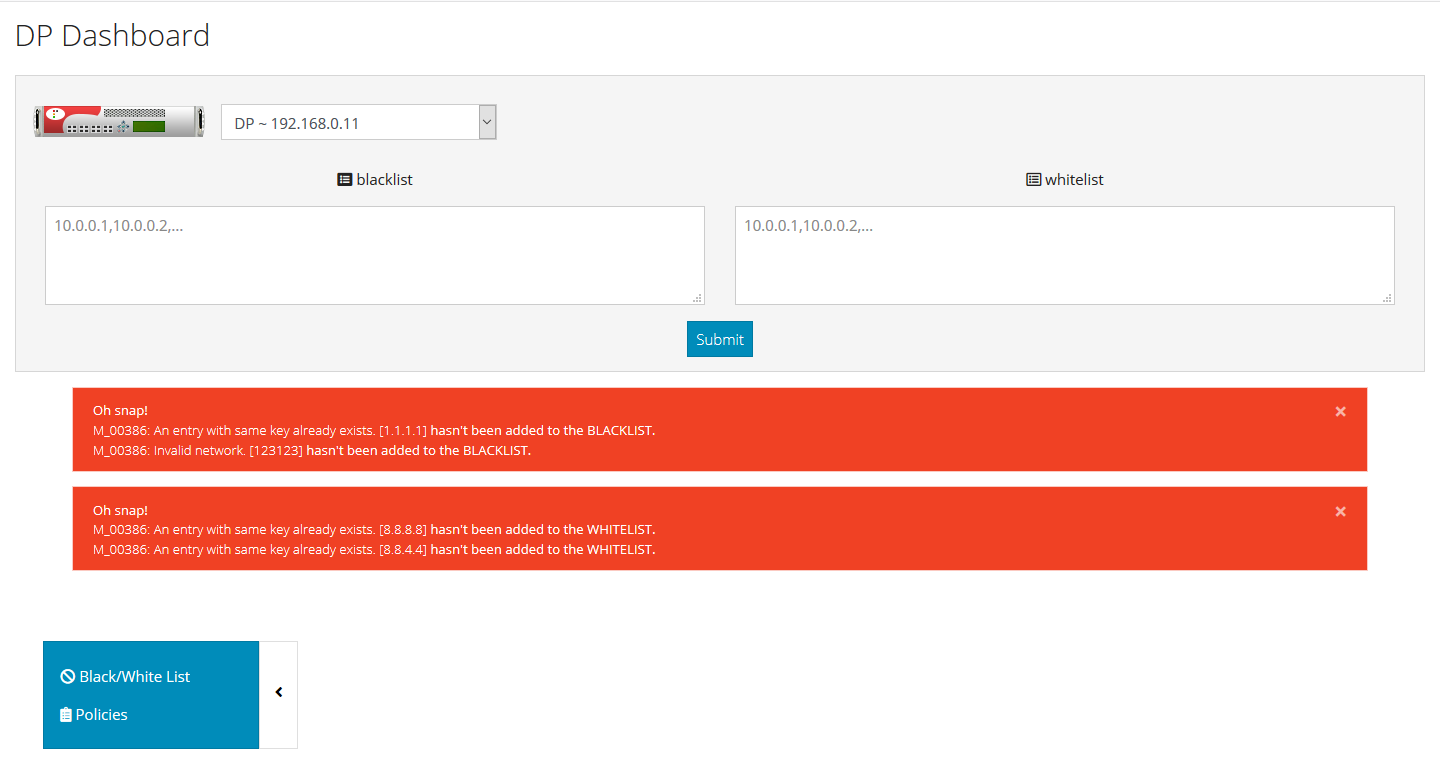 DP Dashboard
DP ~ 192.168.0.11
blacklist
whitelist
10.0.0.1,10.0.0.2,...
10.0.0.1,10.0.0.2,...
Submit
Oh snap!
M_00386: An entry with same key already exists. [1.1.1.1] hasn't been added to the BLACKLIST.
M_00386: Invalid network. [123123] hasn't been added to the BLACKLIST.
Oh snap!
M_00386: An entry with same key already exists. [8.8.8.8] hasn't been added to the WHITELIST.
M_00386: An entry with same key already exists. [8.8.4.4] hasn't been added to the WHITELIST.
Black/White List
Policies